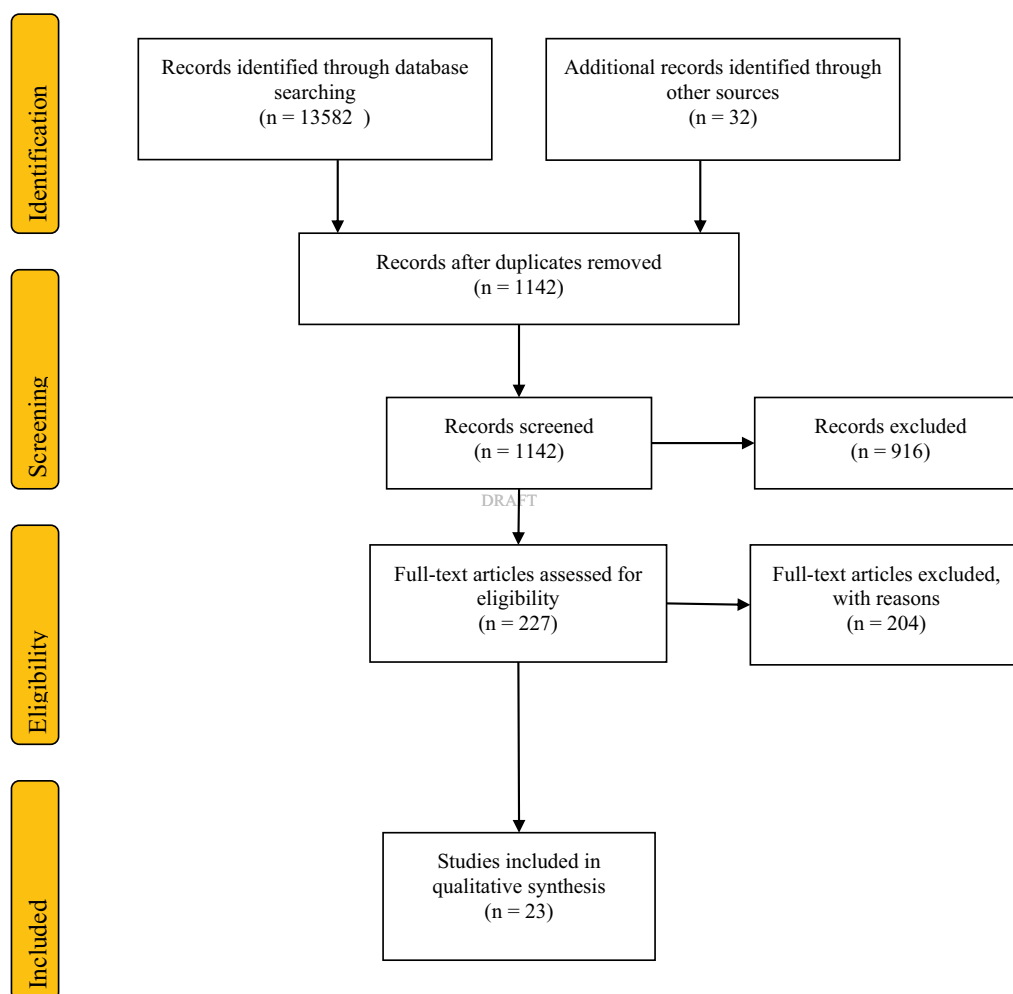 Identification
Records identified through database
searching
(n = 13582  )
Additional records identified through
other sources
(n = 32)
Records after duplicates removed
(n = 1142)
Screening
Records screened
(n = 1142)
Records excluded
(n = 916)
DRAFT
Eligibility
Full-text articles assessed for
eligibility
(n = 227)
Full-text articles excluded,
with reasons
(n = 204)
Included
Studies included in
qualitative synthesis
(n = 23)